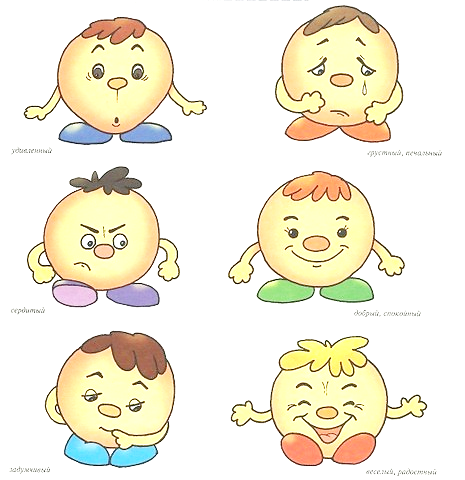 удивленный
грустный, печальный
сердитый
добрый, спокойный
задумчивый
веселый, радостный